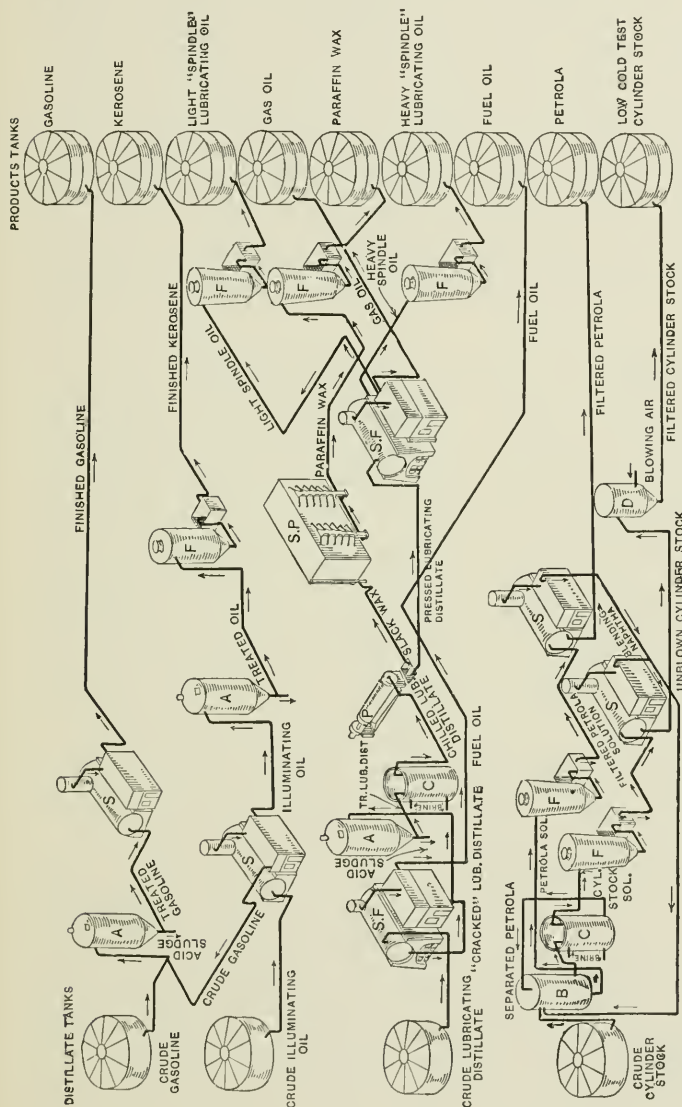 PRODUCTS TANKS
GASOLINE
KEROSENE
LIGHT "SPINDLE"
LUBRICATING OIL
GAS OIL
PARAFFIN WAX
HEAVY "SPINDLE"
LUBRICATING OIL
FUEL OIL
PETROLA
LOW COLD TEST
CYLINDER STOCK
DISTILLATE TANKS
CRUDE
GASOLINE
ACID
SLUDGE
A
TREATED
GASOLINE
S
FINISHED GASOLINE
CRUDE GASOLINE
CRUDE ILLUMINATING
OIL
S
ILLUMINATING
OIL
A
TREATED OIL
F
FINISHED KEROSENE
CRUDE LUBRICATING
DISTILLATE
S.F
"CRACKED" LUB. DISTILLATE
ACID
SLUDGE
A
TR. LUB. DIST
BRINE
C
CHILLED LUB
DISTILLATE
FUEL OIL
P
SLACK WAX
PRESSED LUBRICATING
DISTILLATE
S.P
PARAFFIN WAX
S.F
LIGHT SPINDLE OIL
GAS OIL
HEAVY
SPINDLE
OIL
F
F
F
FUEL OIL
CRUDE
CYLINDER
STOCK
B
SEPARATED PETROLA
BRINE
C
PETROLA SOL
CYL.
STOCK
SOL.
F
F
FILTERED PETROLA
SOLUTION
S
S
BLENDING
NAPHTHA
FILTERED PETROLA
UNBLOWN CYLINDER STOCK
D
BLOWING AIR
FILTERED CYLINDER STOCK